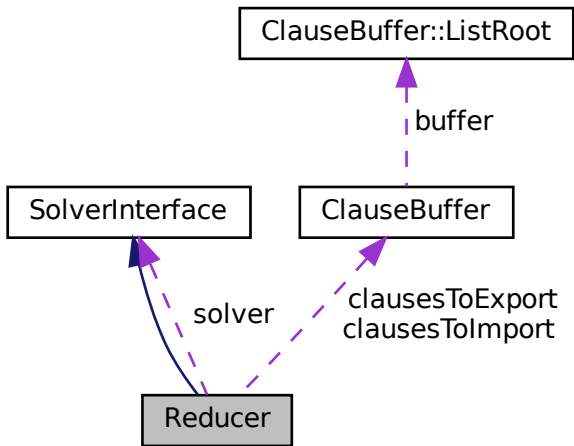 ClauseBuffer::ListRoot
buffer
SolverInterface
ClauseBuffer
solver
clausesToExport
clausesToImport
Reducer